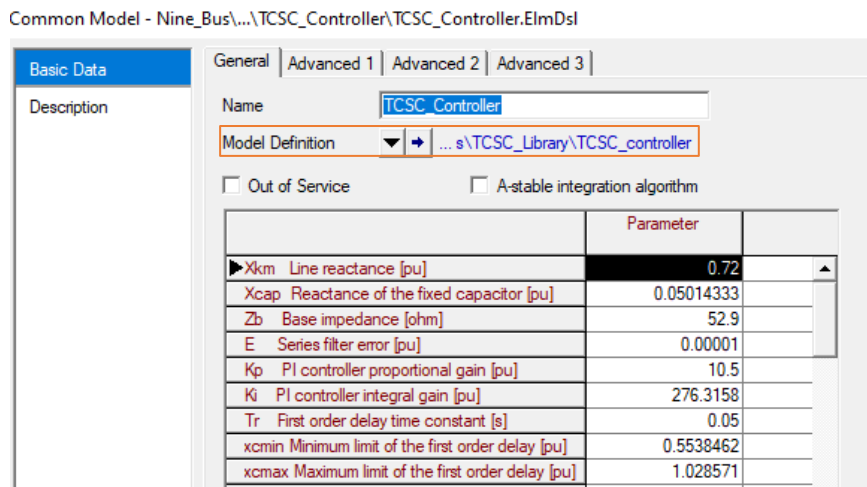 Common Model - Nine_Bus\...\TCSC_Controller\TCSC_Controller.ElmDsl
Basic Data
Description
General Advanced 1 Advanced 2 Advanced 3
Name TCSC_Controller
Model Definition ... s\TCSC_Library\TCSC_controller
Out of Service A-stable integration algorithm
Parameter
Xkm Line reactance [pu] 0.72
Xcap Reactance of the fixed capacitor [pu] 0.05014333
Zb Base impedance [ohm] 52.9
E Series filter error [pu] 0.00001
Kp PI controller proportional gain [pu] 10.5
Ki PI controller integral gain [pu] 276.3158
Tr First order delay time constant [s] 0.05
xcmin Minimum limit of the first order delay [pu] 0.5538462
xcmax Maximum limit of the first order delay [pu] 1.028571